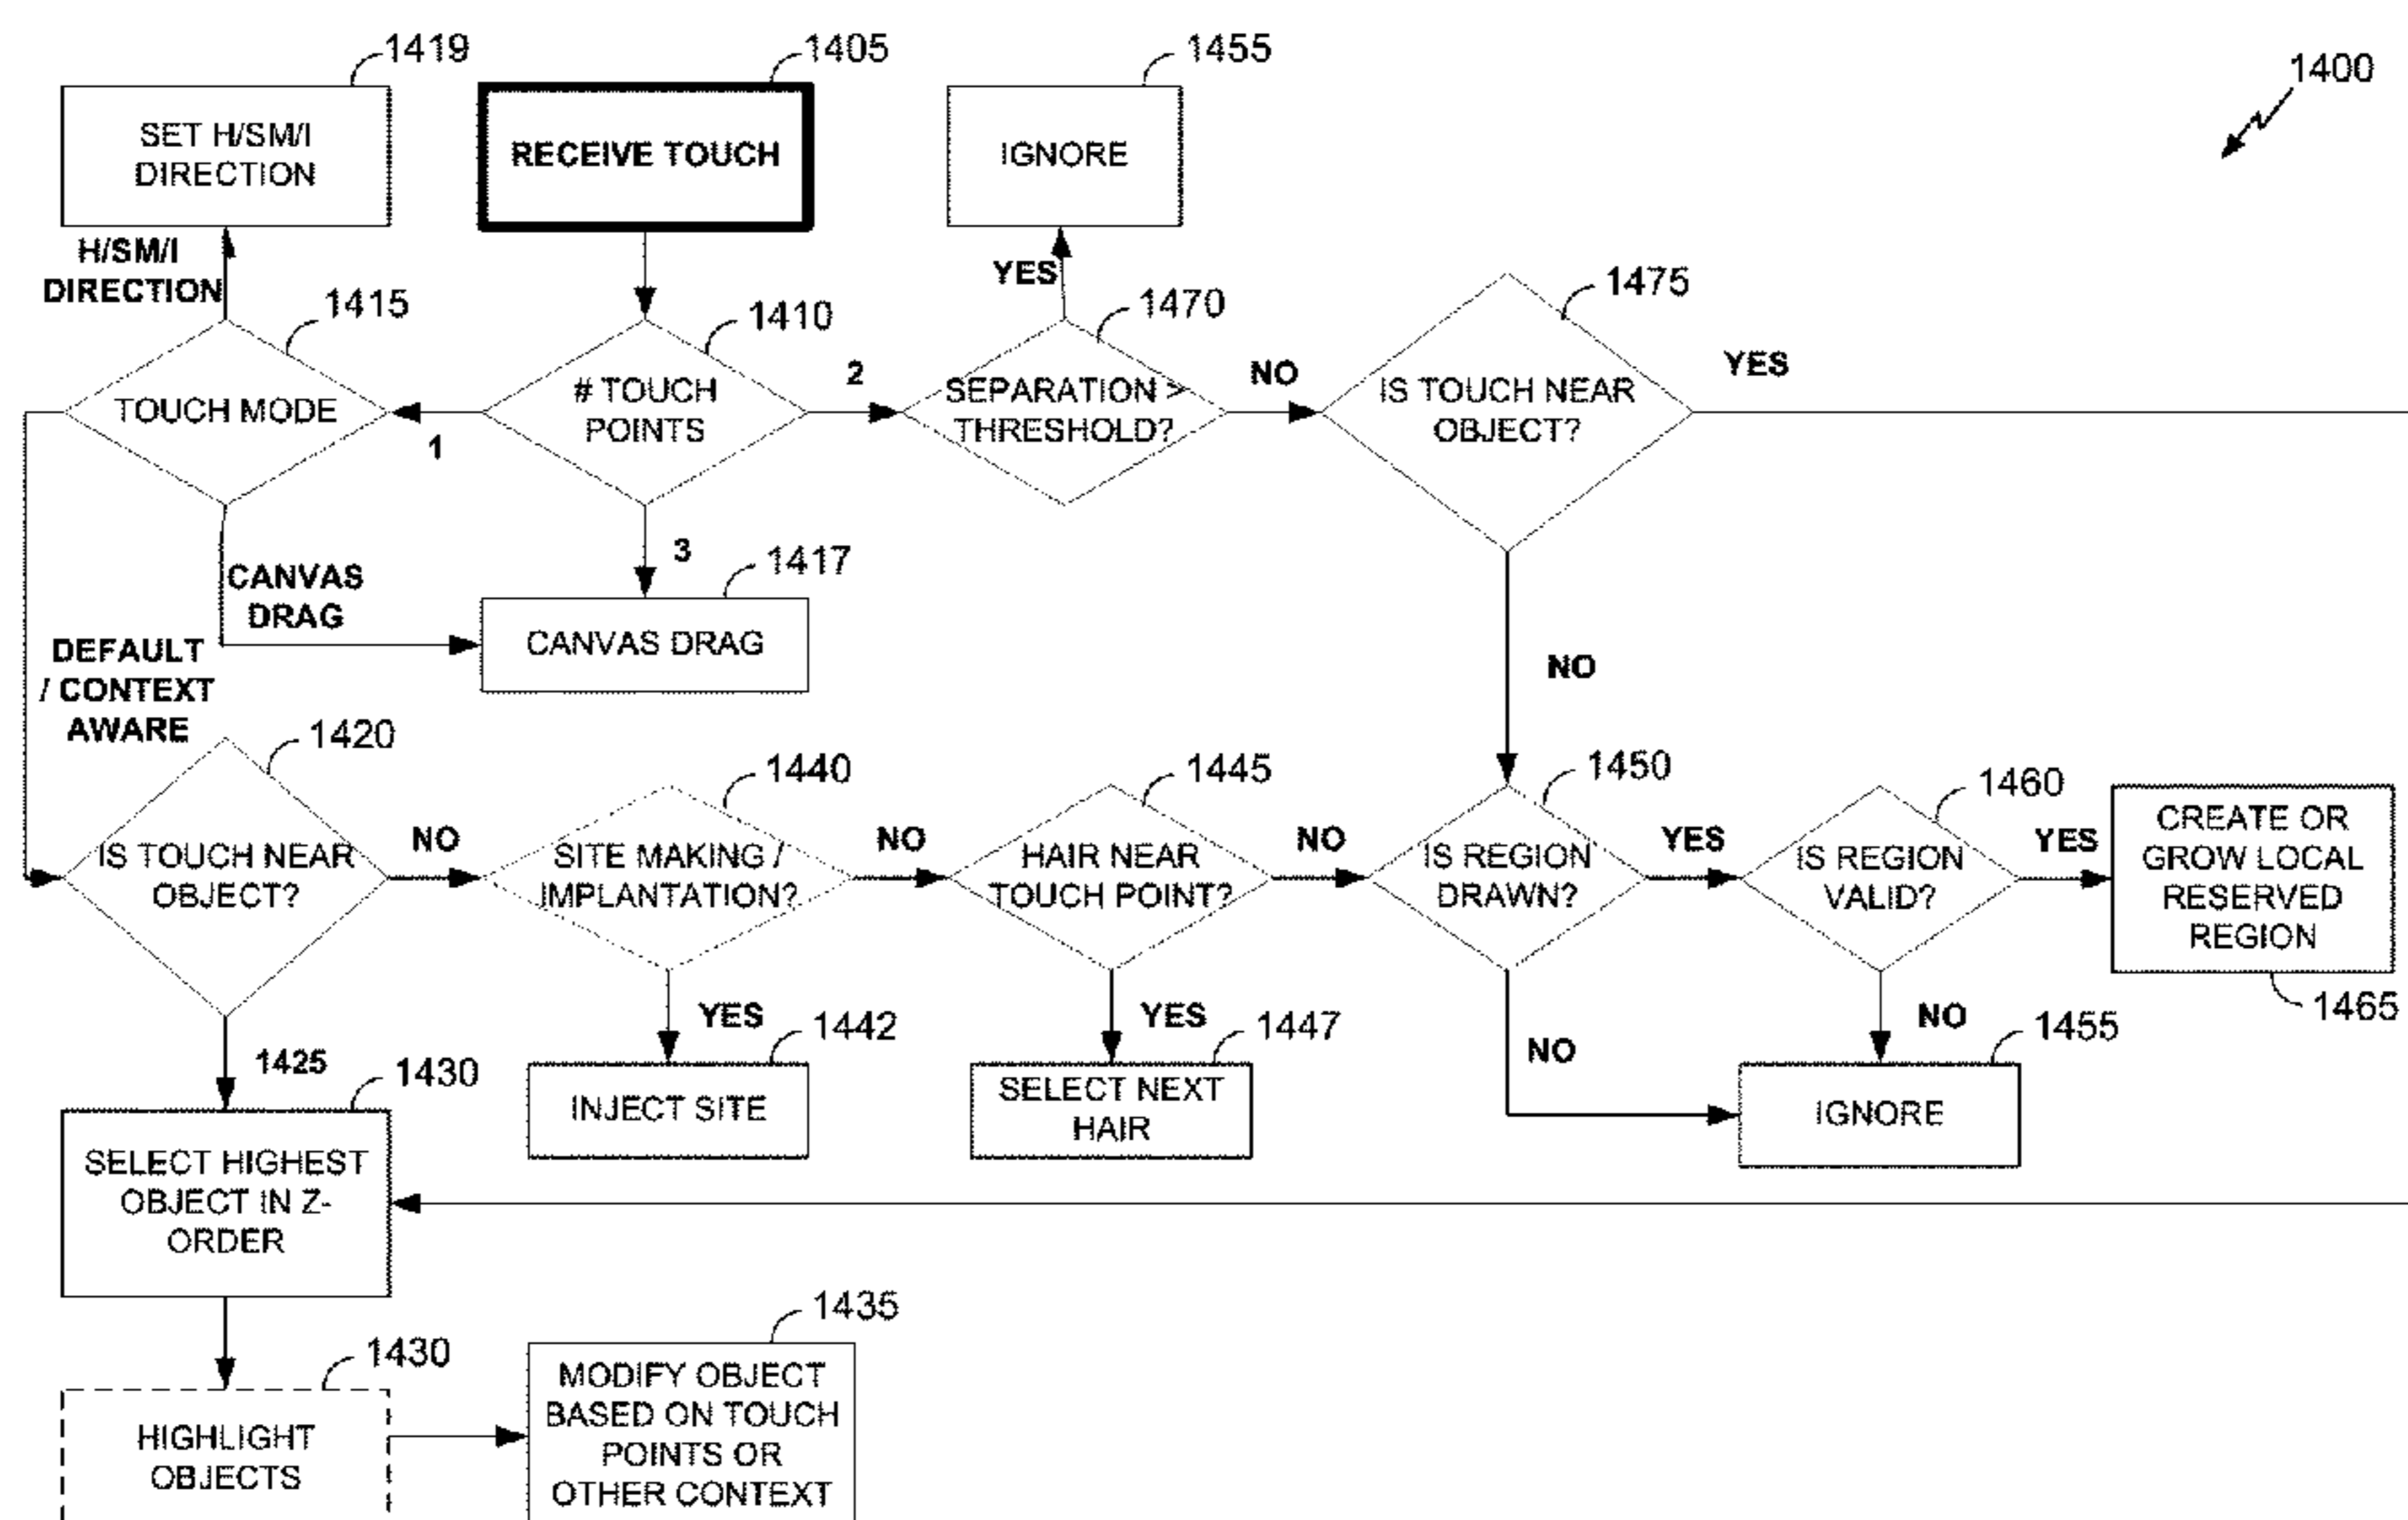 1419
1405
1455
1400
SET H/SM/I
DIRECTION
RECEIVE TOUCH
IGNORE
H/SM/I
DIRECTION
YES
1475
1415
1410
1470
YES
TOUCH MODE
# TOUCH
POINTS
2
SEPARATION >
THRESHOLD?
NO
IS TOUCH NEAR
OBJECT?
1
3
1417
CANVAS
DRAG
CANVAS DRAG
DEFAULT
/ CONTEXT
AWARE
NO
1420
1440
1445
1450
1460
IS TOUCH NEAR
OBJECT?
NO
SITE MAKING /
IMPLANTATION?
NO
HAIR NEAR
TOUCH POINT?
NO
IS REGION
DRAWN?
YES
IS REGION
VALID?
YES
CREATE OR
GROW LOCAL
RESERVED
REGION
1465
YES
1442
YES
1447
NO
NO
1455
1425
1430
INJECT SITE
SELECT NEXT
HAIR
IGNORE
SELECT HIGHEST
OBJECT IN Z-
ORDER
1435
1430
HIGHLIGHT
OBJECTS
MODIFY OBJECT
BASED ON TOUCH
POINTS OR
OTHER CONTEXT